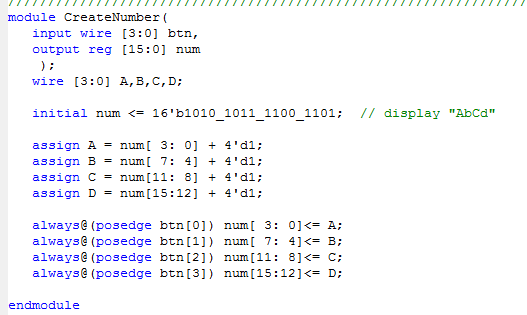 ////////////////////////////////////////////////////////////////////////
module CreateNumber(
input wire [3:0] btn,
output reg [15:0] num
);
wire [3:0] A,B,C,D;
initial num <= 16'b1010_1011_1100_1101; // display "AbCd"
assign A = num[ 3: 0] + 4'd1;
assign B = num[ 7: 4] + 4'd1;
assign C = num[11: 8] + 4'd1;
assign D = num[15:12] + 4'd1;
always@(posedge btn[0]) num[ 3: 0]<= A;
always@(posedge btn[1]) num[ 7: 4]<= B;
always@(posedge btn[2]) num[11: 8]<= C;
always@(posedge btn[3]) num[15:12]<= D;
endmodule